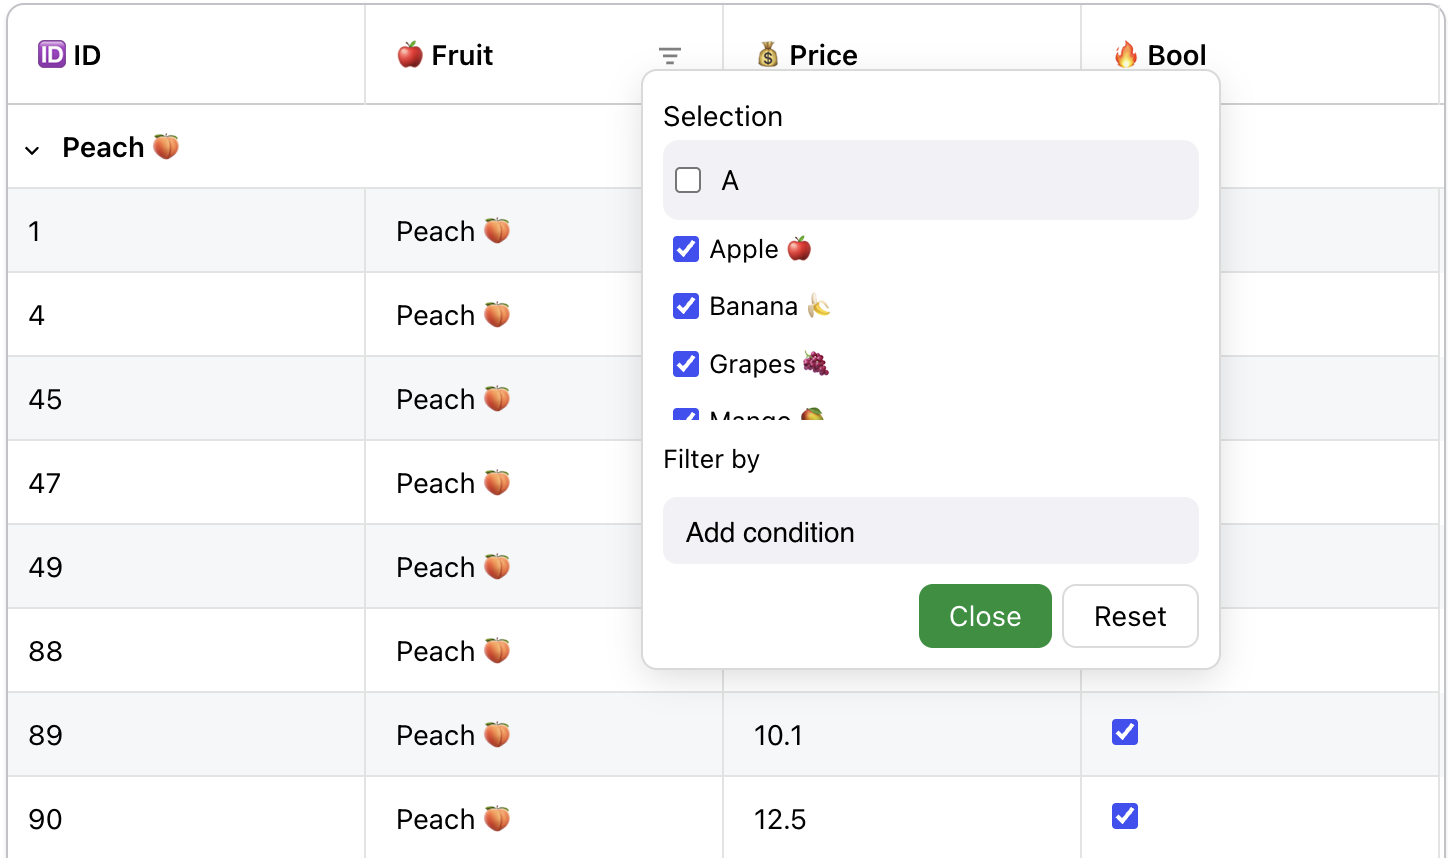 🆔 ID 🍎 Fruit 💰 Price 🔥 Bool
Peach 🍑
1 Peach 🍑
4 Peach 🍑
45 Peach 🍑
47 Peach 🍑
49 Peach 🍑
88 Peach 🍑
89 Peach 🍑 10.1
90 Peach 🍑 12.5
Selection
A
Apple 🍎
Banana 🍌
Grapes 🍇
Mango 🥭
Filter by
Add condition
Close Reset